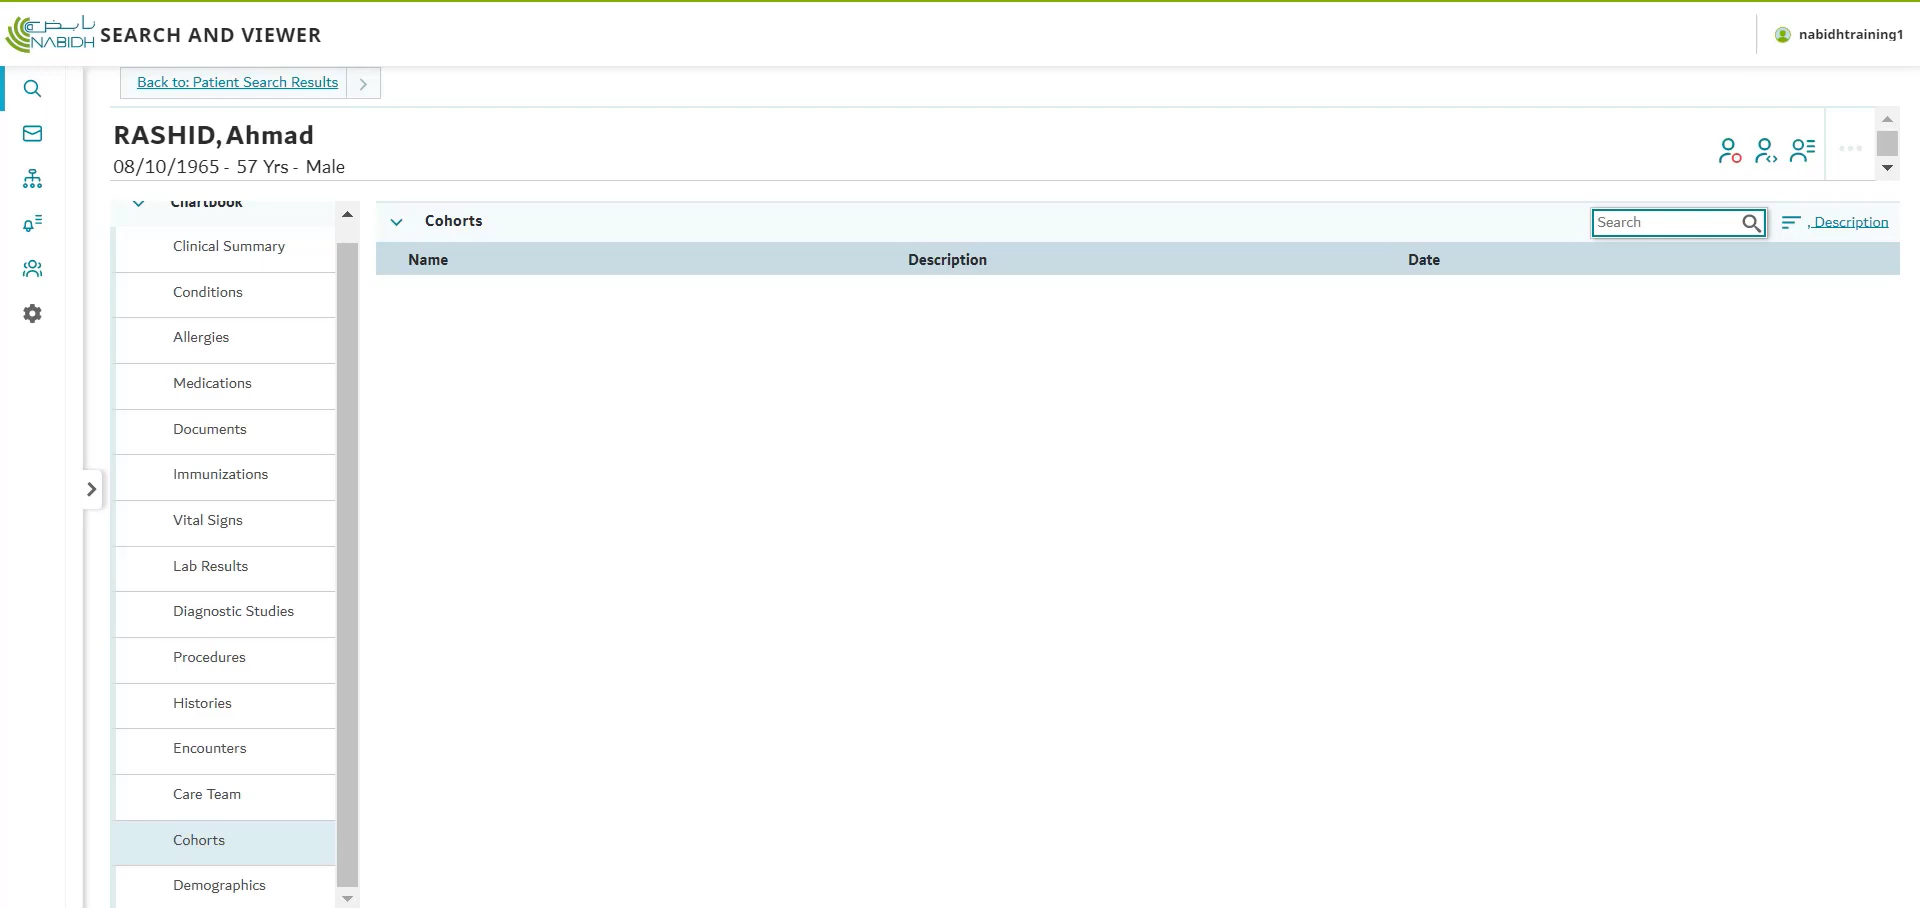 نابض
NABIDH
SEARCH AND VIEWER
nabidhtraining1
Back to: Patient Search Results
RASHID, Ahmad
08/10/1965 - 57 Yrs - Male
Chartbook
Clinical Summary
Conditions
Allergies
Medications
Documents
Immunizations
Vital Signs
Lab Results
Diagnostic Studies
Procedures
Histories
Encounters
Care Team
Cohorts
Demographics
Cohorts
Search
, Description
Name Description Date